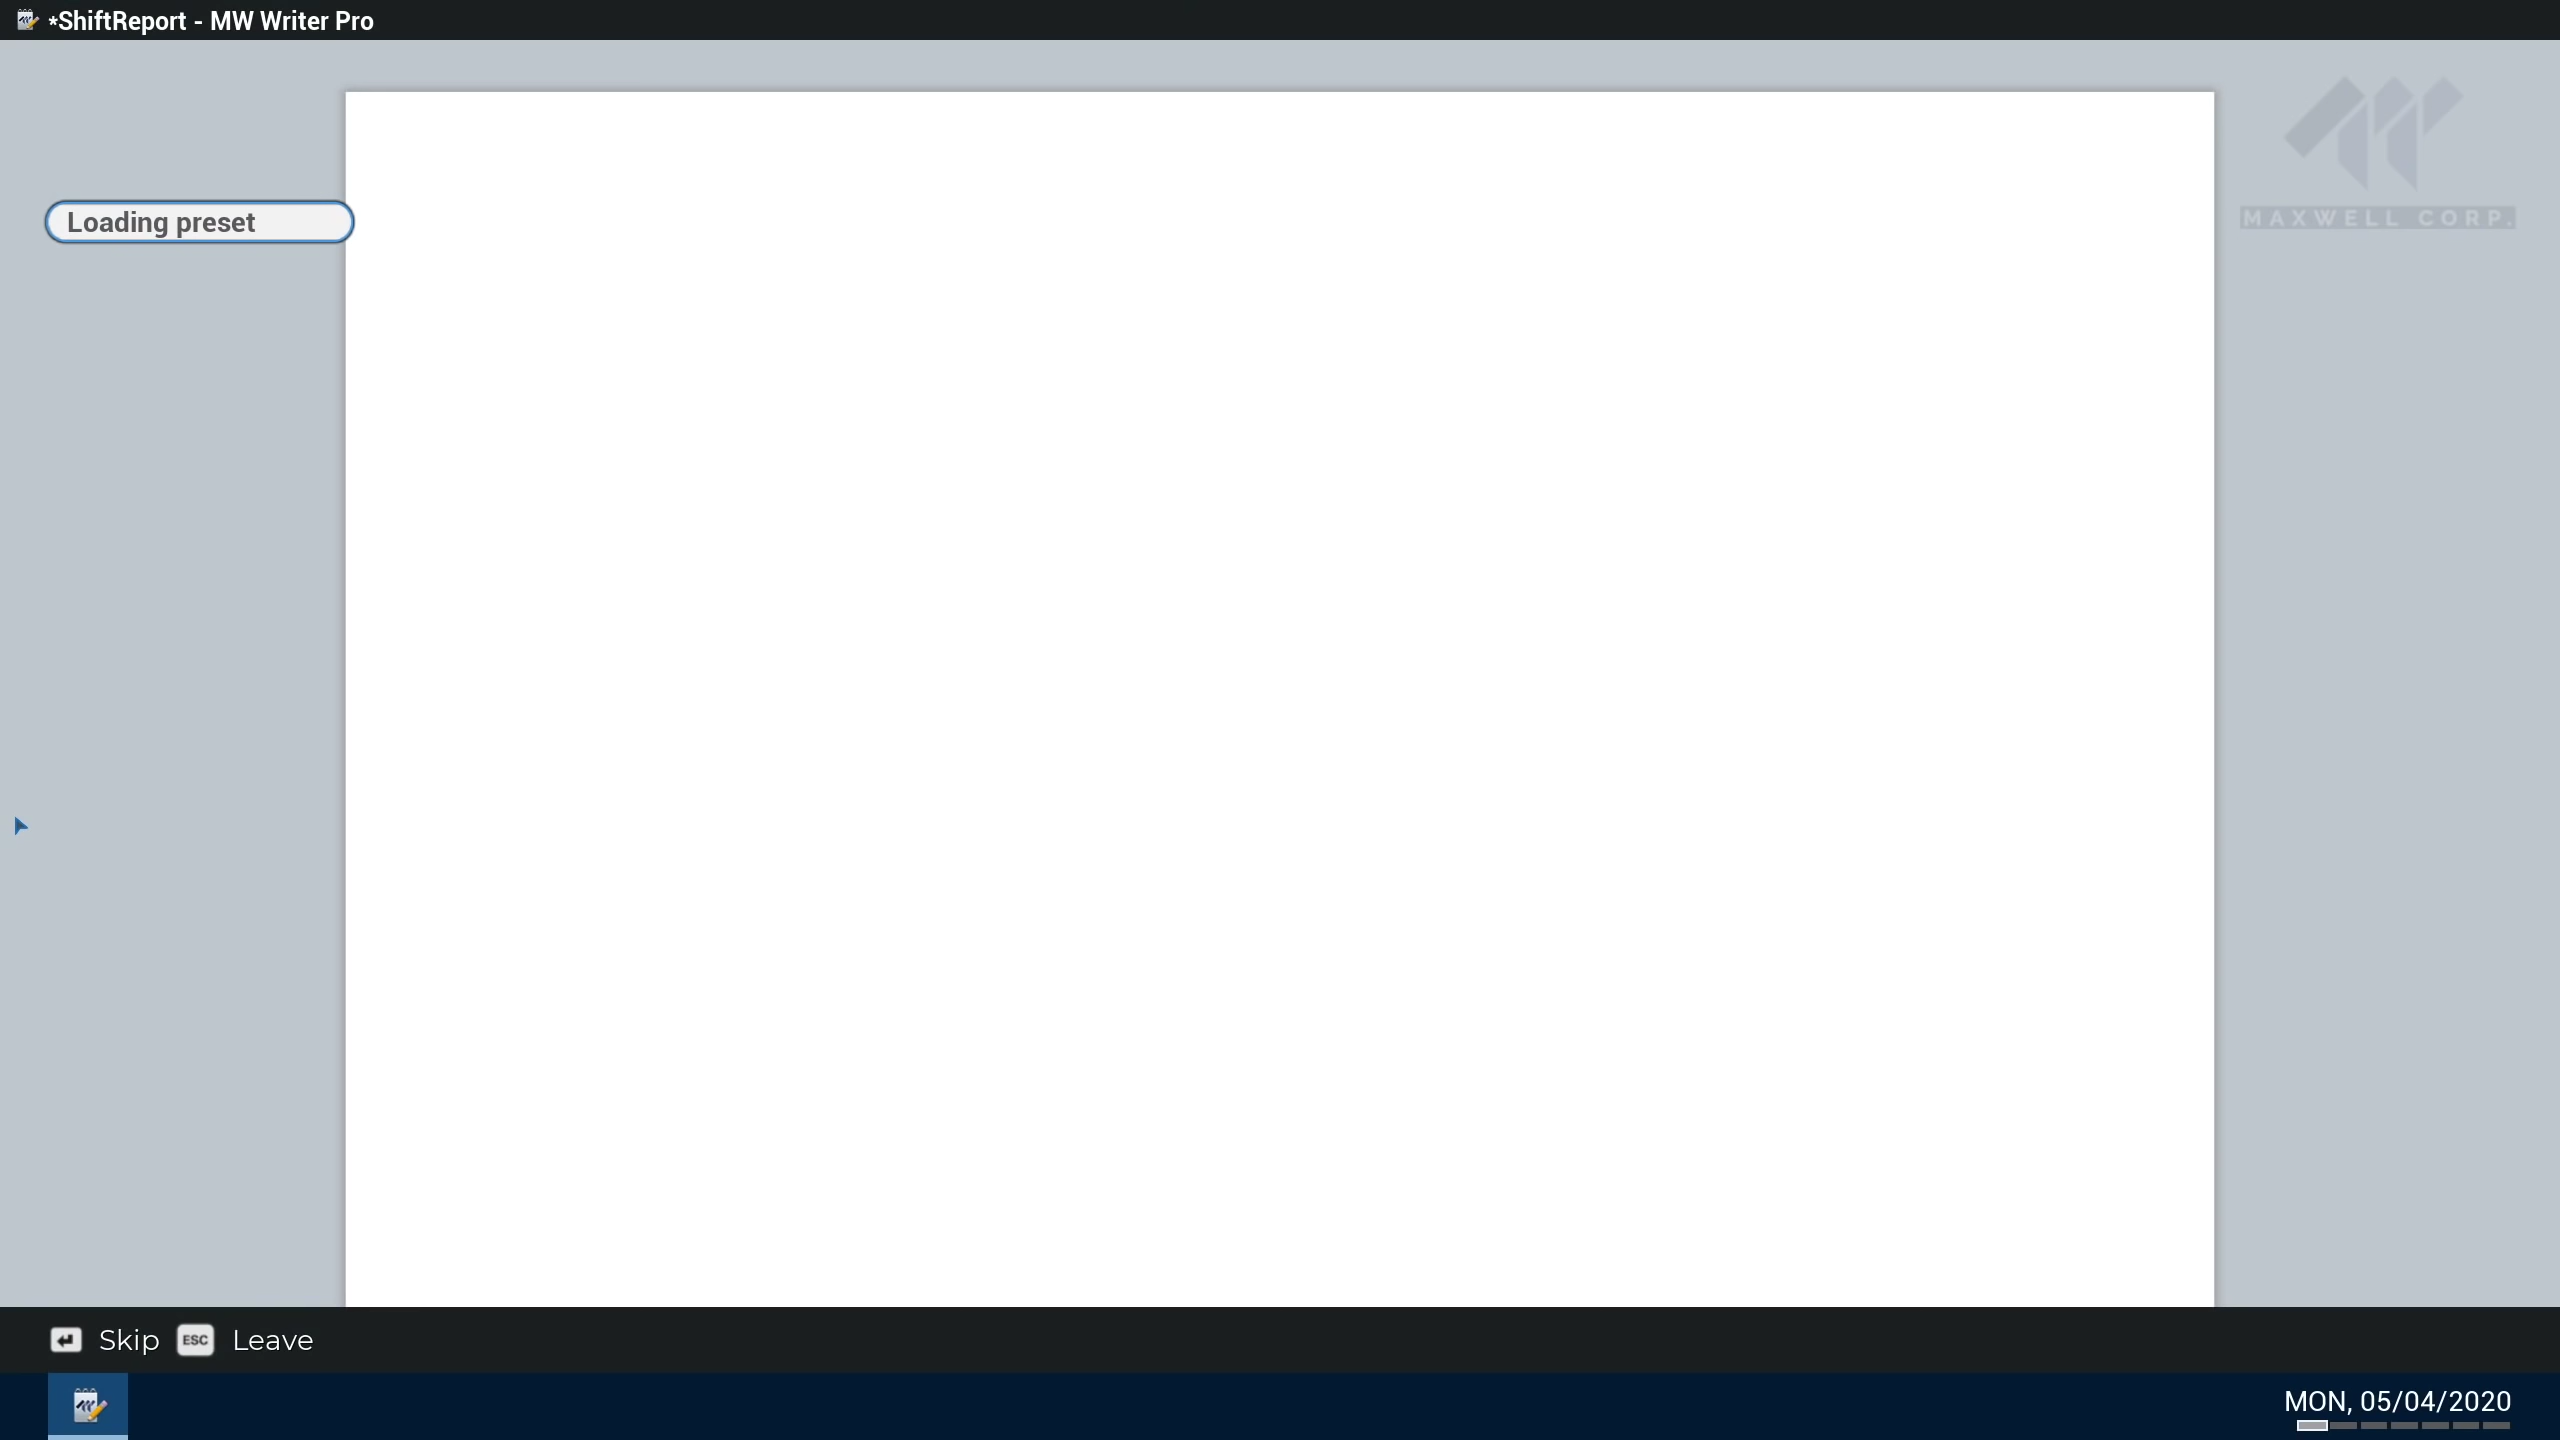 *ShiftReport - MW Writer Pro
MAXWELL CORP.
Loading preset
Skip ESC Leave
MON, 05/04/2020